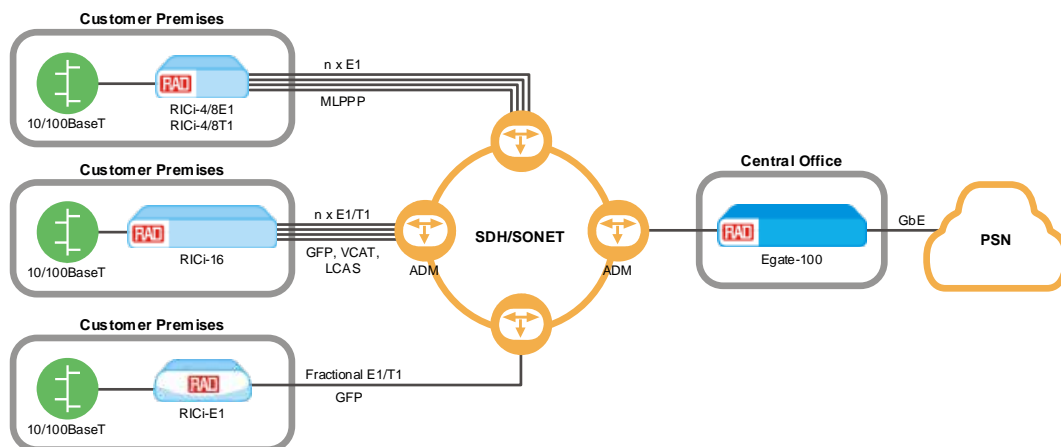 Customer Premises
n x E1
RAD
MLPPP
RICi-4/8E1
RICi-4/8T1
10/100BaseT
Customer Premises
Central Office
n x E1/T1
GbE
RAD
SDH/SONET
RAD
PSN
GFP, VCAT,
LCAS
RICi-16
Egate-100
10/100BaseT
ADM
ADM
Customer Premises
Fractional E1/T1
RAD
GFP
RICi-E1
10/100BaseT